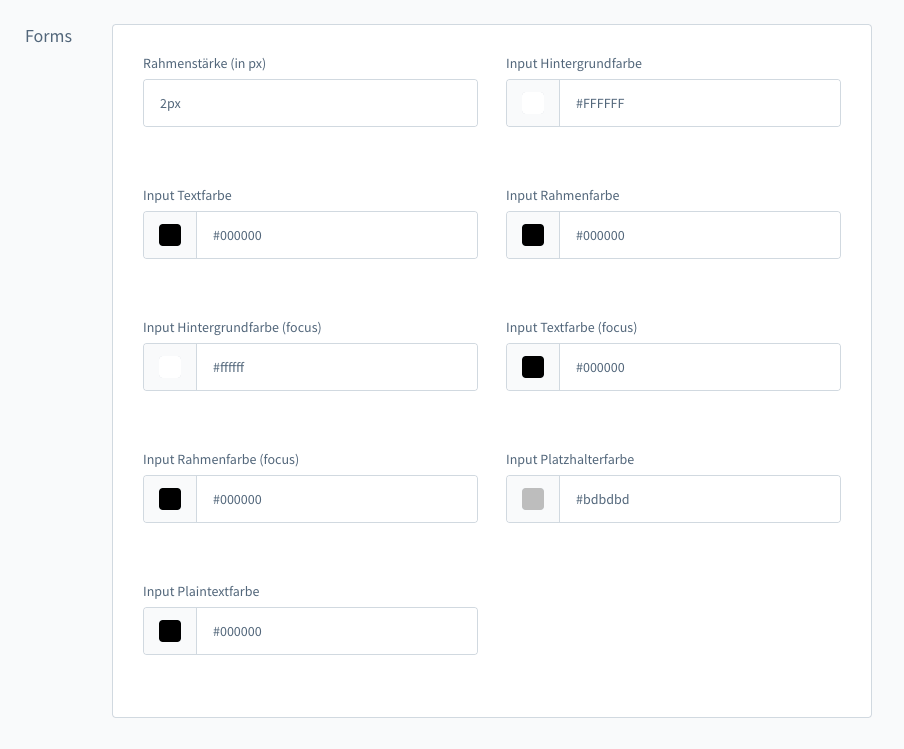 Forms
Rahmenstärke (in px)
Input Hintergrundfarbe
2px
#FFFFFF
Input Textfarbe
Input Rahmenfarbe
#000000
#000000
Input Hintergrundfarbe (focus)
Input Textfarbe (focus)
#ffffff
#000000
Input Rahmenfarbe (focus)
Input Platzhalterfarbe
#000000
#bdbdbd
Input Plaintextfarbe
#000000